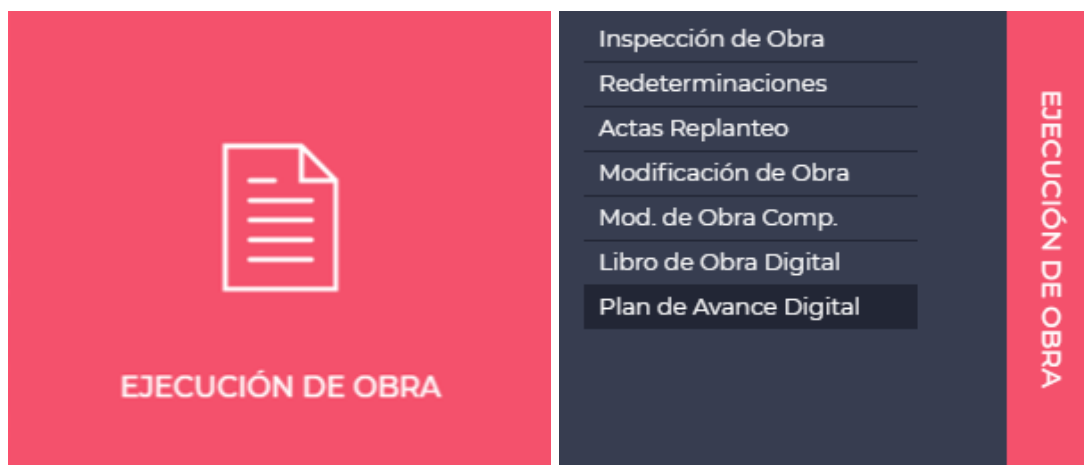 EJECUCIÓN DE OBRA
Inspección de Obra
Redeterminaciones
Actas Replanteo
Modificación de Obra
Mod. de Obra Comp.
Libro de Obra Digital
Plan de Avance Digital
EJECUCIÓN DE OBRA